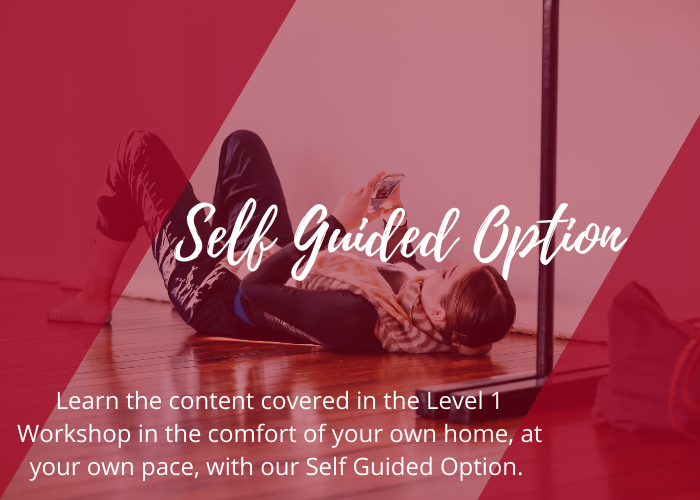 Self Guided Option
Learn the content covered in the Level 1
Workshop in the comfort of your own home, at
your own pace, with our Self Guided Option.